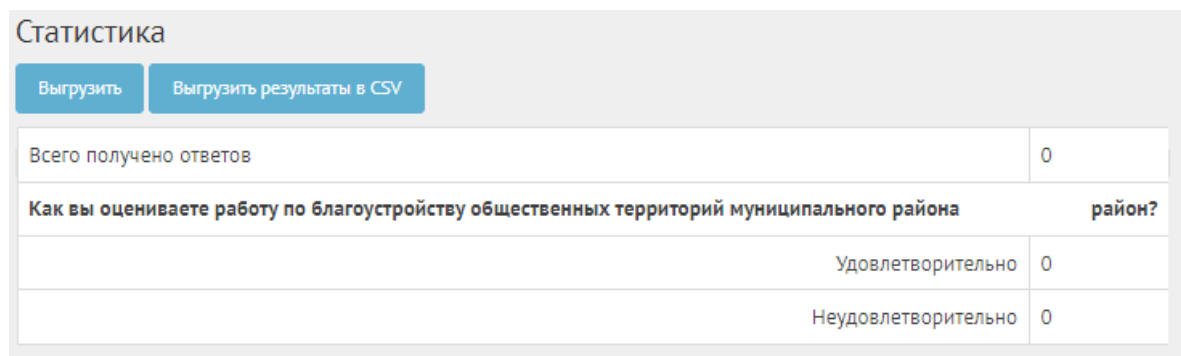 Статистика
Выгрузить Выгрузить результаты в CSV
Всего получено ответов 0
Как вы оцениваете работу по благоустройству общественных территорий муниципального района район?
Удовлетворительно 0
Неудовлетворительно 0